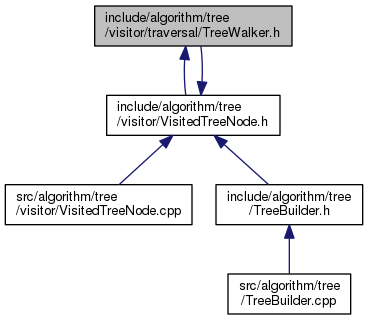 include/algorithm/tree
/visitor/traversal/TreeWalker.h
include/algorithm/tree
/visitor/VisitedTreeNode.h
src/algorithm/tree
/visitor/VisitedTreeNode.cpp
include/algorithm/tree
/TreeBuilder.h
src/algorithm/tree
/TreeBuilder.cpp